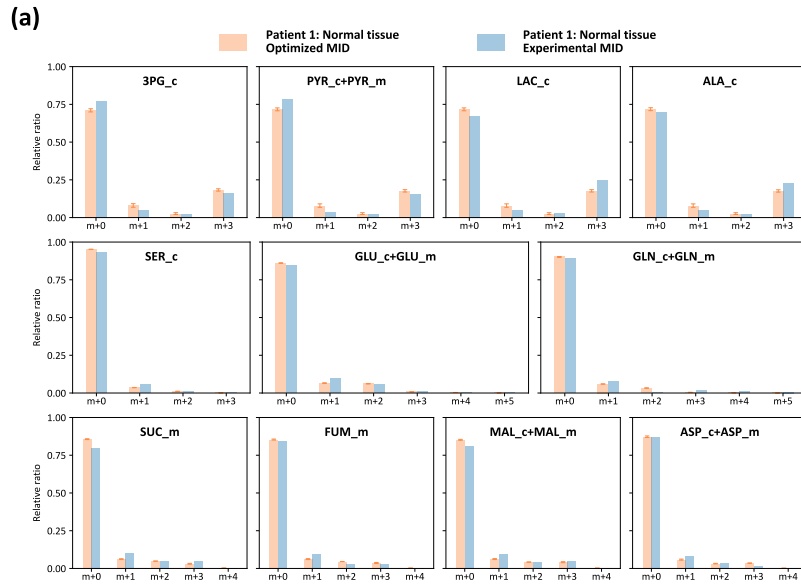 (a)
Patient 1: Normal tissue
Optimized MID
Patient 1: Normal tissue
Experimental MID
Relative ratio
1.00
0.75
0.50
0.25
0.00
3PG_c
m+0 m+1 m+2 m+3
PYR_c+PYR_m
m+0 m+1 m+2 m+3
LAC_c
m+0 m+1 m+2 m+3
ALA_c
m+0 m+1 m+2 m+3
Relative ratio
1.00
0.75
0.50
0.25
0.00
SER_c
m+0 m+1 m+2 m+3
GLU_c+GLU_m
m+0 m+1 m+2 m+3 m+4 m+5
GLN_c+GLN_m
m+0 m+1 m+2 m+3 m+4 m+5
Relative ratio
1.00
0.75
0.50
0.25
0.00
SUC_m
m+0 m+1 m+2 m+3 m+4
FUM_m
m+0 m+1 m+2 m+3 m+4
MAL_c+MAL_m
m+0 m+1 m+2 m+3 m+4
ASP_c+ASP_m
m+0 m+1 m+2 m+3 m+4